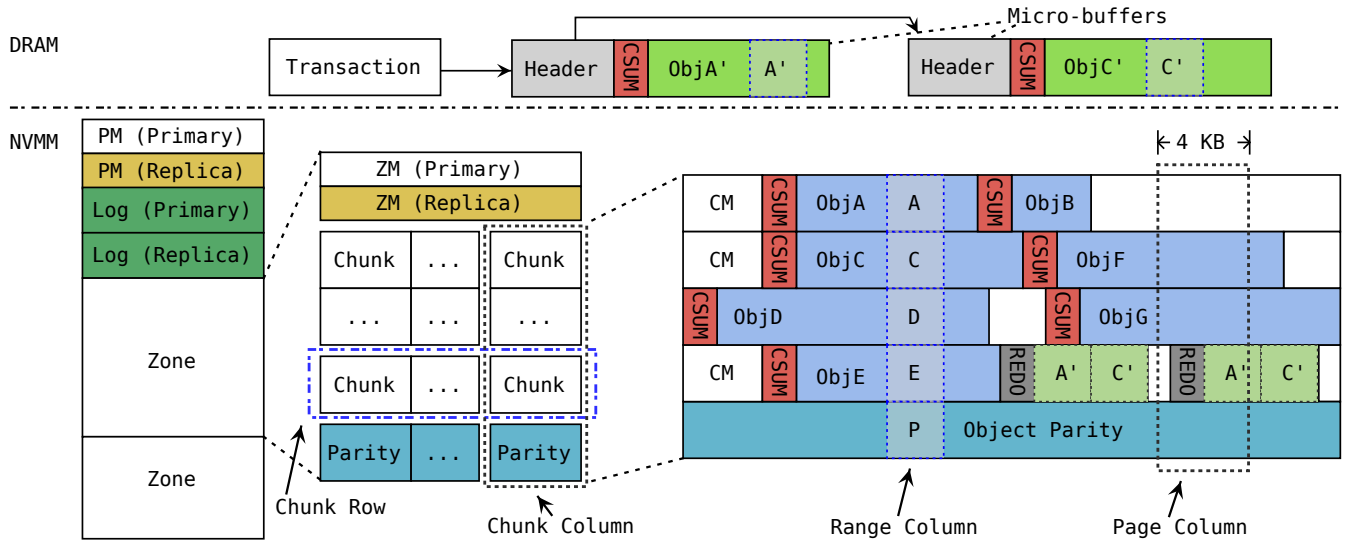 Micro-buffers
DRAM
Transaction
Header
CSUM
ObjA'
A'
Header
CSUM
ObjC'
C'
NVMM
PM (Primary)
PM (Replica)
Log (Primary)
Log (Replica)
Zone
Zone
ZM (Primary)
ZM (Replica)
Chunk
...
Chunk
...
...
...
Chunk
...
Chunk
Parity
...
Parity
Chunk Row
Chunk Column
4 KB
CM
CSUM
ObjA
A
CSUM
ObjB
CM
CSUM
ObjC
C
CSUM
ObjF
CSUM
ObjD
D
CSUM
ObjG
CM
CSUM
ObjE
E
REDO
A'
C'
REDO
A'
C'
P
Object Parity
Range Column
Page Column